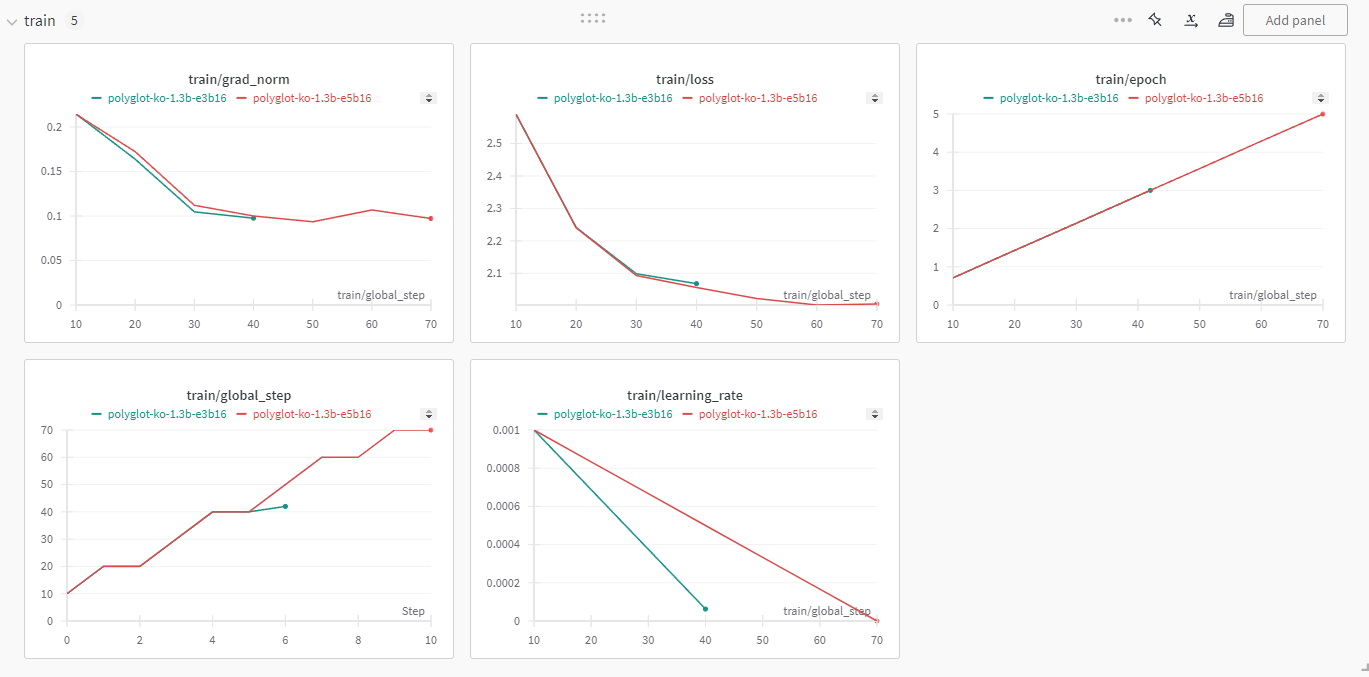 train 5
Add panel
train/grad_norm
polyglot-ko-1.3b-e3b16 polyglot-ko-1.3b-e5b16
0.2
0.15
0.1
0.05
0
train/global_step
10 20 30 40 50 60 70
train/loss
polyglot-ko-1.3b-e3b16 polyglot-ko-1.3b-e5b16
2.5
2.4
2.3
2.2
2.1
train/global_step
10 20 30 40 50 60 70
train/epoch
polyglot-ko-1.3b-e3b16 polyglot-ko-1.3b-e5b16
5
4
3
2
1
0
train/global_step
10 20 30 40 50 60 70
train/global_step
polyglot-ko-1.3b-e3b16 polyglot-ko-1.3b-e5b16
70
60
50
40
30
20
10
0
Step
0 2 4 6 8 10
train/learning_rate
polyglot-ko-1.3b-e3b16 polyglot-ko-1.3b-e5b16
0.001
0.0008
0.0006
0.0004
0.0002
0
train/global_step
10 20 30 40 50 60 70